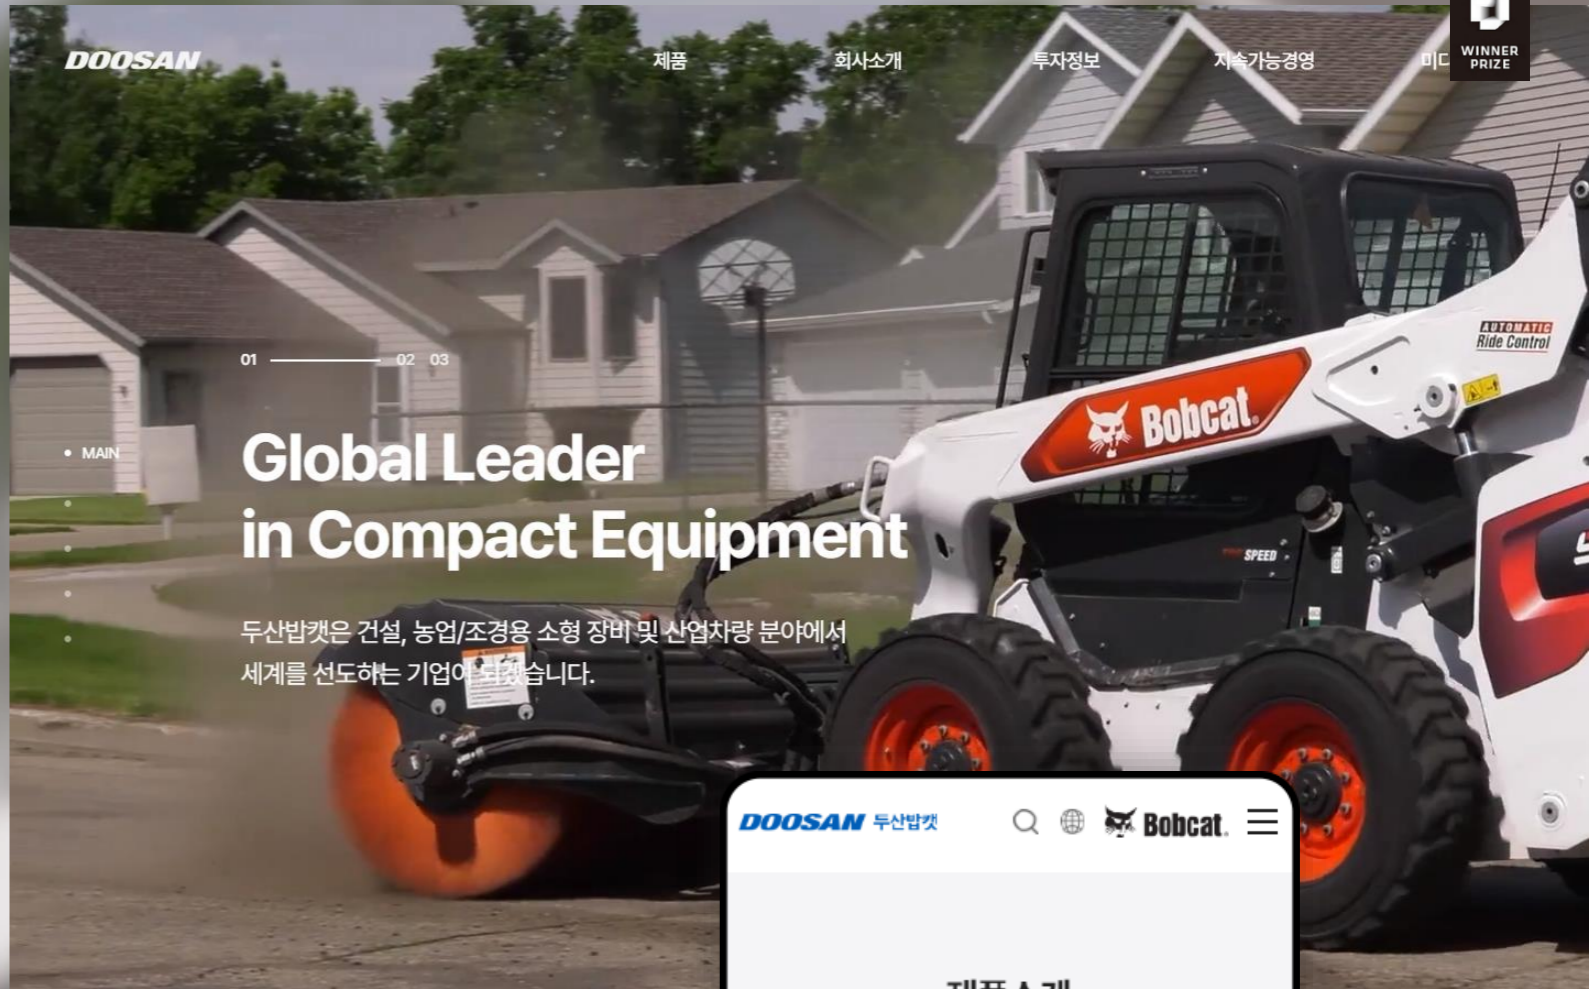 DOOSAN
제품
회사소개
투자정보
지속가능경영
WINNER
PRIZE
AUTOMATIC
Ride Control
01 02 03
Bobcat
MAIN
Global Leader
in Compact Equipment
SPEED
두산밥캣은 건설, 농업/조경용 소형 장비 및 산업차량 분야에서
세계를 선도하는 기업이 되겠습니다.
DOOSAN 두산밥캣
Bobcat
제품소개